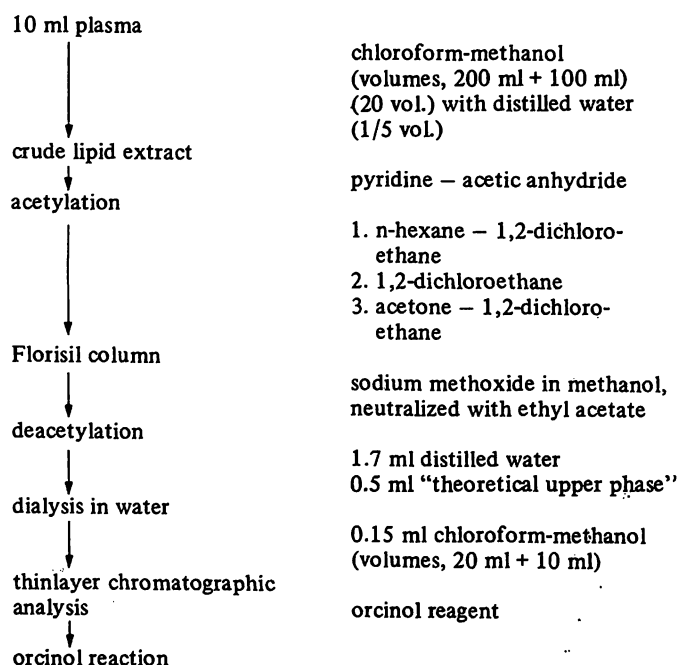 10 ml plasma
chloroform-methanol
(volumes, 200 ml + 100 ml)
(20 vol.) with distilled water
(1/5 vol.)
crude lipid extract
pyridine – acetic anhydride
acetylation
1. n-hexane – 1,2-dichloro-
ethane
2. 1,2-dichloroethane
3. acetone – 1,2-dichloro-
ethane
Florisil column
sodium methoxide in methanol,
neutralized with ethyl acetate
deacetylation
1.7 ml distilled water
0.5 ml “theoretical upper phase”
dialysis in water
0.15 ml chloroform-methanol
(volumes, 20 ml + 10 ml)
thinlayer chromatographic
analysis
orcinol reagent
orcinol reaction